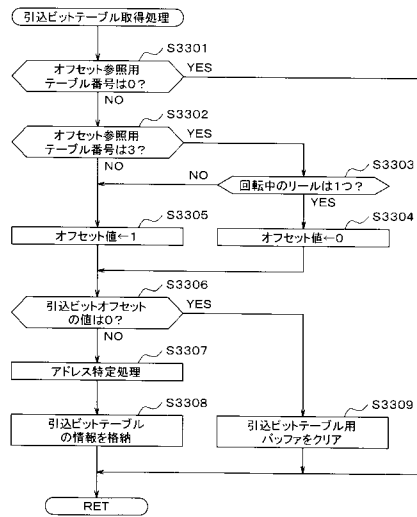 引込ビットテーブル取得処理
S3301
オフセット参照用
テーブル番号は0?
YES
NO
S3302
オフセット参照用
テーブル番号は3?
YES
NO
S3303
NO
回転中のリールは1つ?
YES
S3305
S3304
オフセット値←1
オフセット値←0
S3306
引込ビットオフセット
の値は0?
YES
NO
S3307
アドレス特定処理
S3308
S3309
引込ビットテーブル
の情報を格納
引込ビットテーブル用
バッファをクリア
RET